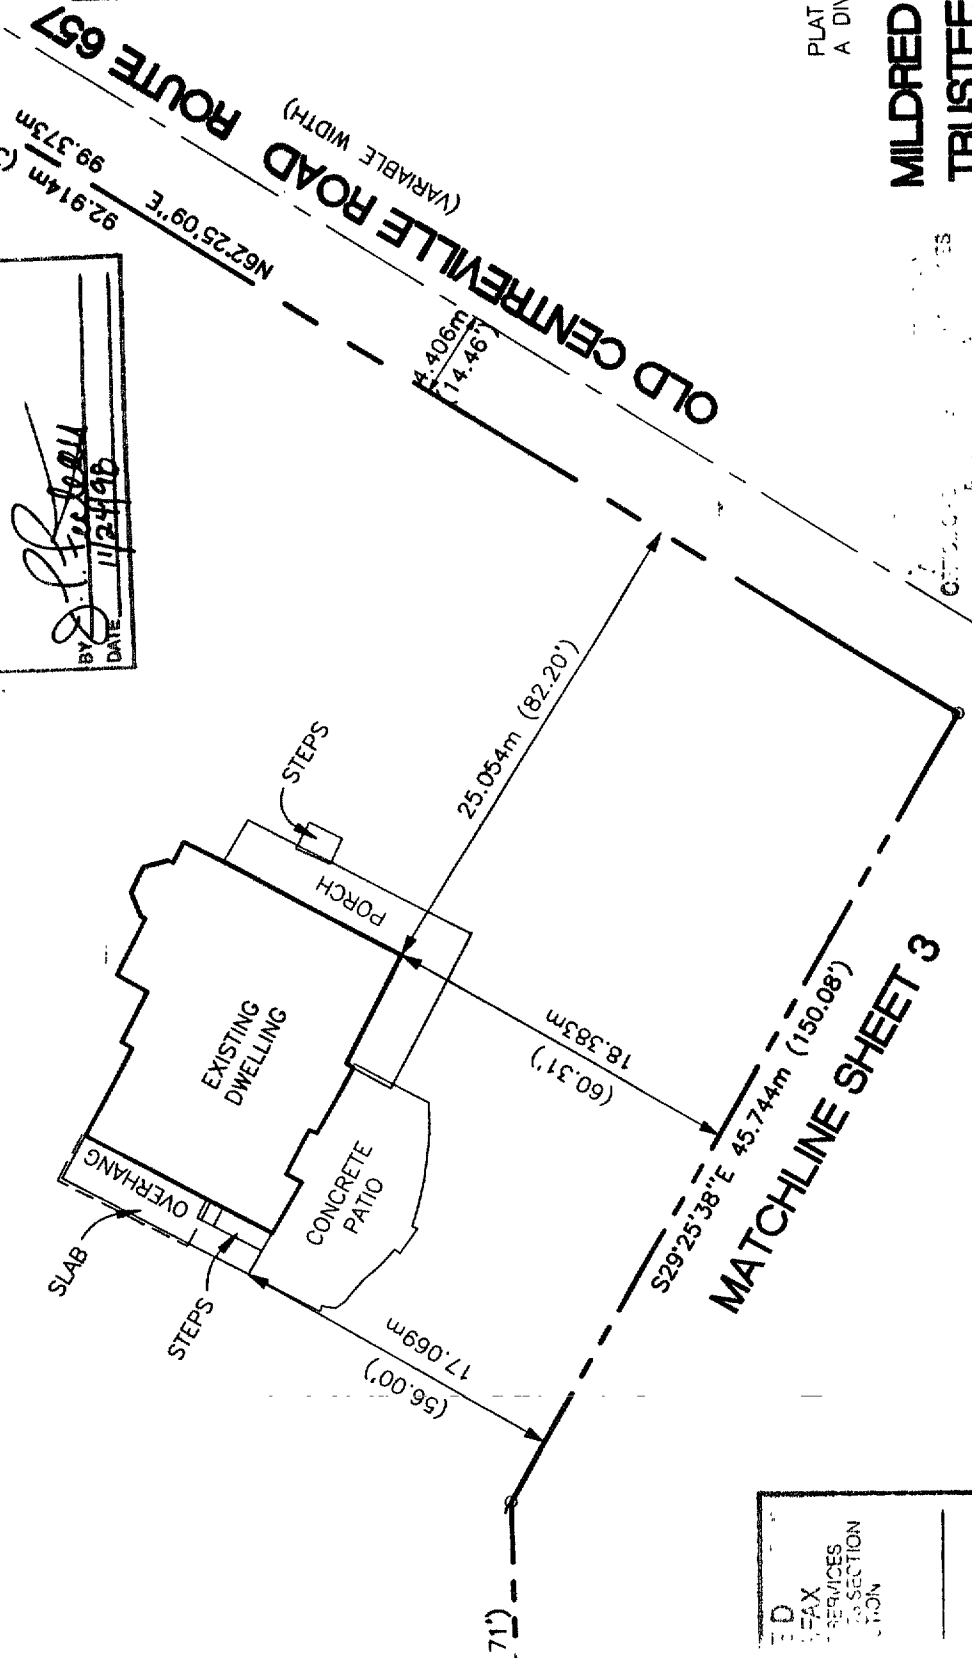 OLD CENTREVILLE ROAD ROUTE 657
(VARIABLE WIDTH)
N62°25'09"E
99.373m
92.914m
4.406m
(14.46')
BY
DATE 11/24/98
25.054m (82.20')
STEPS
PORCH
EXISTING
DWELLING
OVERHANG
SLAB
STEPS
CONCRETE
PATIO
18.383m
(60.31')
17.069m
(56.00')
S29°25'38"E 45.744m (150.08')
MATCHLINE SHEET 3
71')
PLAT
A DIV
MILDRED
TRUSTEE
FAX
SERVICES
SECTION